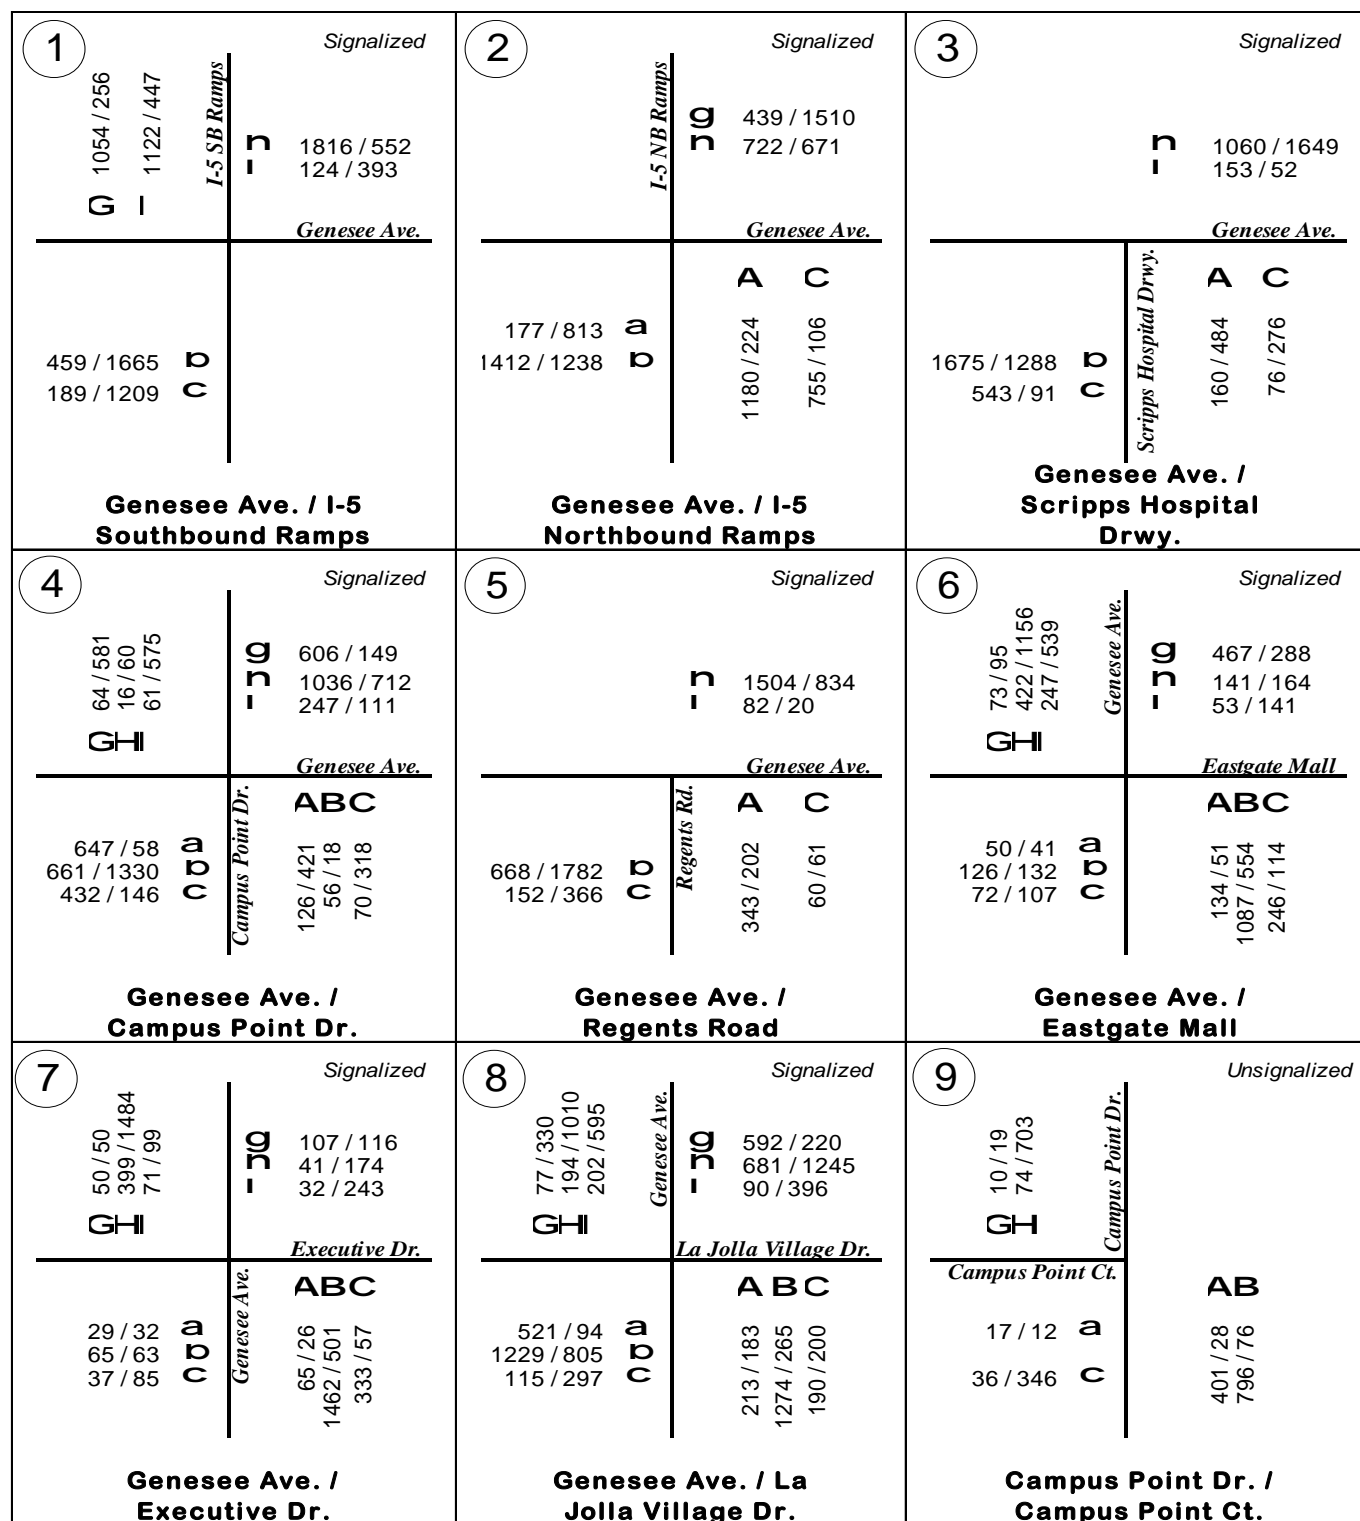 1
Signalized
1054 / 256
1122 / 447
I-5 SB Ramps
n 1816 / 552
l 124 / 393
G I
Genesee Ave.
459 / 1665 b
189 / 1209 c
Genesee Ave. / I-5
Southbound Ramps
2
Signalized
I-5 NB Ramps
g 439 / 1510
n 722 / 671
Genesee Ave.
A C
177 / 813 a
1412 / 1238 b
1180 / 224
755 / 106
Genesee Ave. / I-5
Northbound Ramps
3
Signalized
n 1060 / 1649
l 153 / 52
Genesee Ave.
Scripps Hospital Drwy.
A C
1675 / 1288 b
543 / 91 c
160 / 484
76 / 276
Genesee Ave. /
Scripps Hospital
Drwy.
4
Signalized
64 / 581
16 / 60
61 / 575
g 606 / 149
n 1036 / 712
l 247 / 111
GHI
Genesee Ave.
Campus Point Dr.
ABC
647 / 58 a
661 / 1330 b
432 / 146 c
126 / 421
56 / 18
70 / 318
Genesee Ave. /
Campus Point Dr.
5
Signalized
n 1504 / 834
l 82 / 20
Genesee Ave.
Regents Rd.
A C
668 / 1782 b
152 / 366 c
343 / 202
60 / 61
Genesee Ave. /
Regents Road
6
Signalized
73 / 95
422 / 1156
247 / 539
Genesee Ave.
g 467 / 288
n 141 / 164
l 53 / 141
GHI
Eastgate Mall
ABC
50 / 41 a
126 / 132 b
72 / 107 c
134 / 51
1087 / 554
246 / 114
Genesee Ave. /
Eastgate Mall
7
Signalized
50 / 50
399 / 1484
71 / 99
g 107 / 116
n 41 / 174
l 32 / 243
GHI
Executive Dr.
Genesee Ave.
ABC
29 / 32 a
65 / 63 b
37 / 85 c
65 / 26
1462 / 501
333 / 57
Genesee Ave. /
Executive Dr.
8
Signalized
77 / 330
194 / 1010
202 / 595
Genesee Ave.
g 592 / 220
n 681 / 1245
l 90 / 396
GHI
La Jolla Village Dr.
A B C
521 / 94 a
1229 / 805 b
115 / 297 c
213 / 183
1274 / 265
190 / 200
Genesee Ave. / La
Jolla Village Dr.
9
Unsignalized
10 / 19
74 / 703
Campus Point Dr.
GH
Campus Point Ct.
AB
17 / 12 a
36 / 346 c
401 / 28
796 / 76
Campus Point Dr. /
Campus Point Ct.